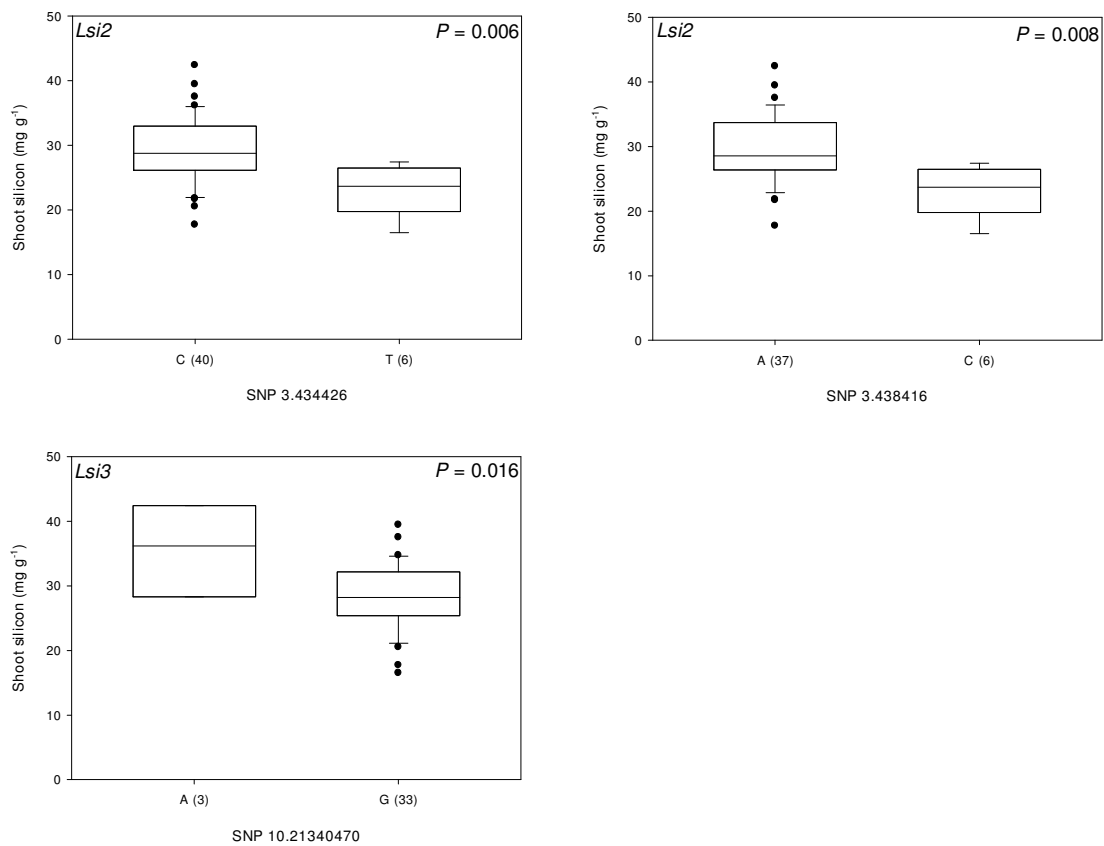 Lsi2
P = 0.006
50
40
30
20
10
0
Shoot silicon (mg g-1)
C (40)
T (6)
SNP 3.434426
Lsi2
P = 0.008
50
40
30
20
10
0
Shoot silicon (mg g-1)
A (37)
C (6)
SNP 3.438416
Lsi3
P = 0.016
50
40
30
20
10
0
Shoot silicon (mg g-1)
A (3)
G (33)
SNP 10.21340470